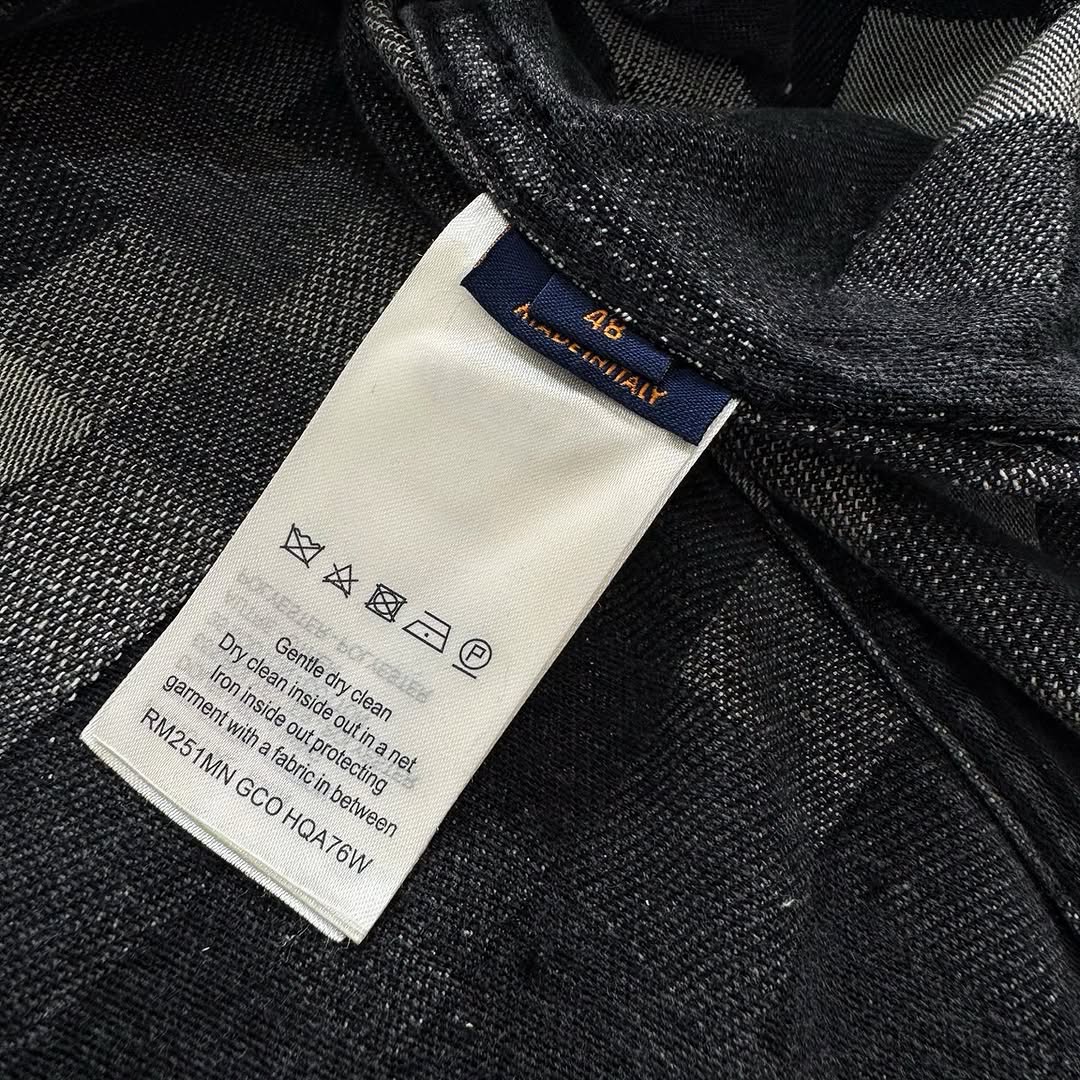 48
MADE IN ITALY
P
Gentle dry clean
Dry clean inside out in a net
Iron inside out protecting
garment with a fabric in between
RM251MN GCO HQA76W